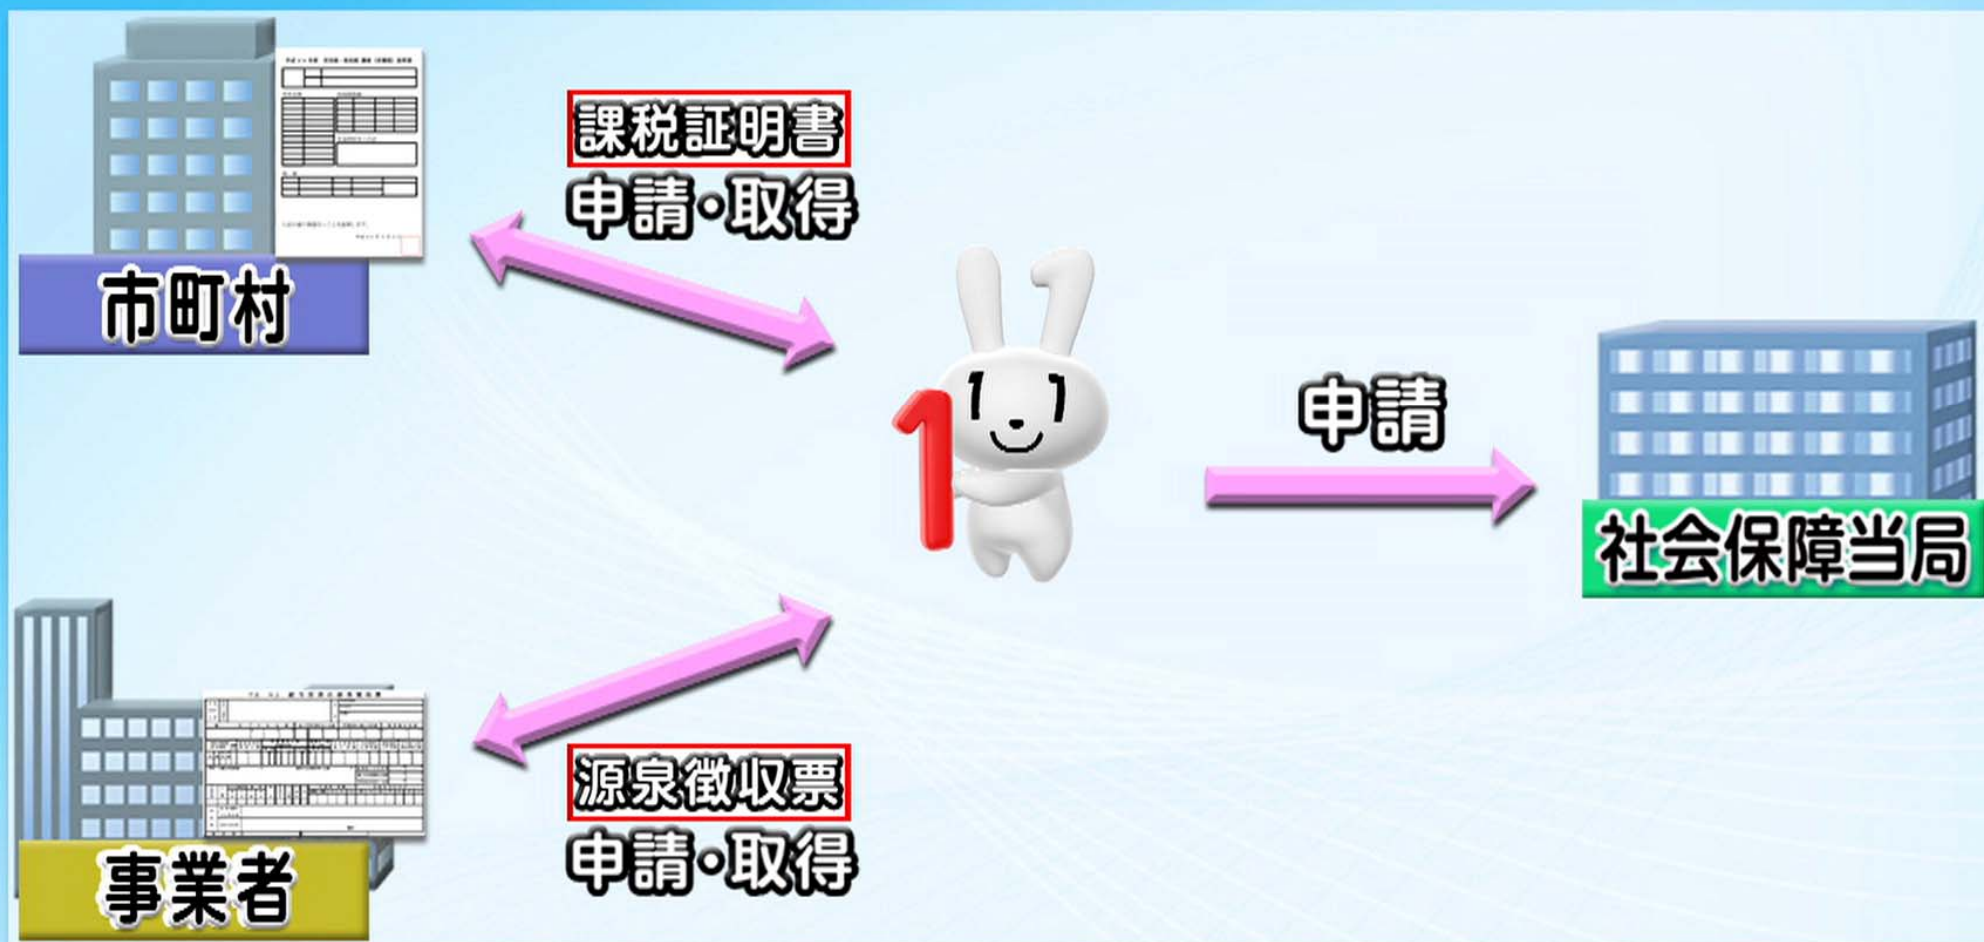 課税証明書
申請・取得
市町村
申請
社会保障当局
源泉徴収票
申請・取得
事業者